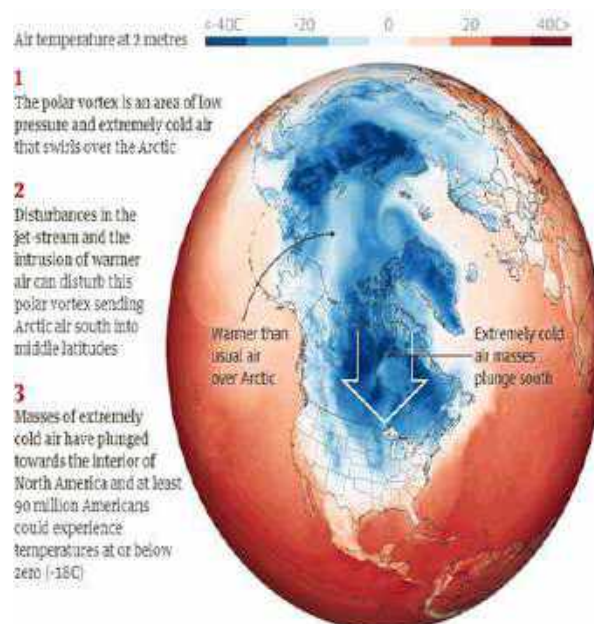 Air temperature at 2 metres
<-40C -20 0 20 40C>
1
The polar vortex is an area of low
pressure and extremely cold air
that swirls over the Arctic
2
Disturbances in the
jet-stream and the
intrusion of warmer
air can disturb this
polar vortex sending
Arctic air south into
middle latitudes
3
Masses of extremely
cold air have plunged
towards the interior of
North America and at least
90 million Americans
could experience
temperatures at or below
zero (-18C)
Warmer than
usual air
over Arctic
Extremely cold
air masses
plunge south